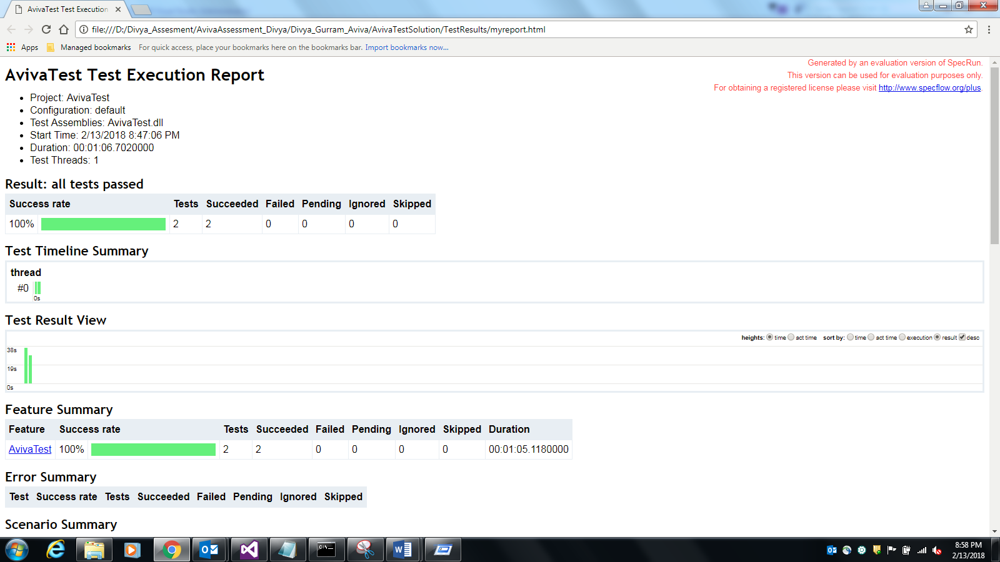 AvivaTest Test Execution
file:///D:/Divya_Assesment/AvivaAssessment_Divya/Divya_Gurram_Aviva/AvivaTestSolution/TestResults/myreport.html
Apps Managed bookmarks For quick access, place your bookmarks here on the bookmarks bar. Import bookmarks now...
Generated by an evaluation version of SpecRun.
This version can be used for evaluation purposes only.
For obtaining a registered license please visit http://www.specflow.org/plus.
AvivaTest Test Execution Report
Project: AvivaTest
Configuration: default
Test Assemblies: AvivaTest.dll
Start Time: 2/13/2018 8:47:06 PM
Duration: 00:01:06.7020000
Test Threads: 1
Result: all tests passed
Success rate Tests Succeeded Failed Pending Ignored Skipped
100% 2 2 0 0 0 0
Test Timeline Summary
thread
#0
0s
Test Result View
heights: time act time sort by: time act time execution result desc
38s
19s
0s
Feature Summary
Feature Success rate Tests Succeeded Failed Pending Ignored Skipped Duration
AvivaTest 100% 2 2 0 0 0 0 00:01:05.1180000
Error Summary
Test Success rate Tests Succeeded Failed Pending Ignored Skipped
Scenario Summary
8:58 PM
2/13/2018